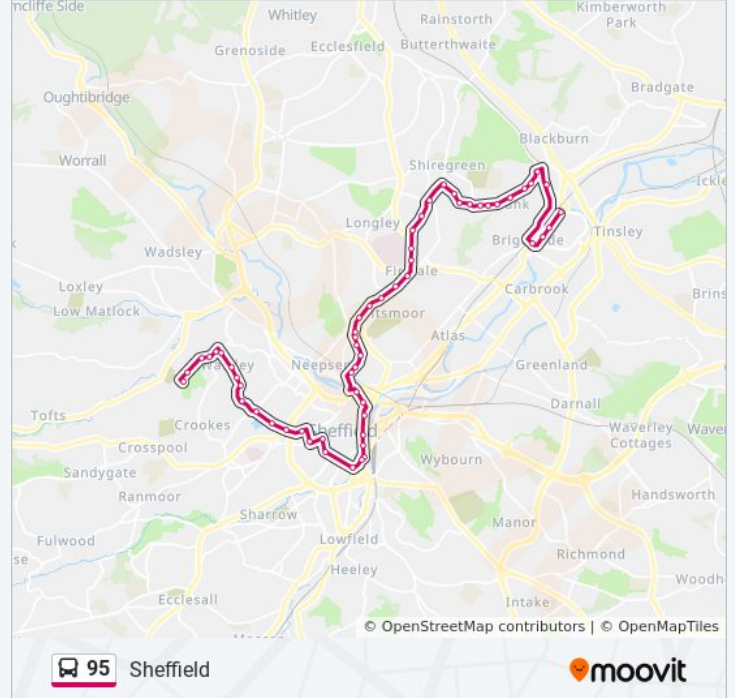 Whitley
Rainstorth
Kimberworth
Park
Grenoside
Ecclesfield
Butterthwaite
Oughtibridge
Bradgate
Blackburn
Worrall
Shiregreen
Longley
Tinsley
Wadsley
Loxley
Carbrook
Low Matlock
Atlas
Greenland
Tofts
Darnall
Crookes
Sheffield
Waverley
Cottages
Crosspool
Wybourn
Sandygate
Ranmoor
Handsworth
Sharrow
Manor
Fulwood
Lowfield
Richmond
Heeley
Ecclesall
Intake
© OpenStreetMap contributors | © OpenMapTiles
95 Sheffield
moovit